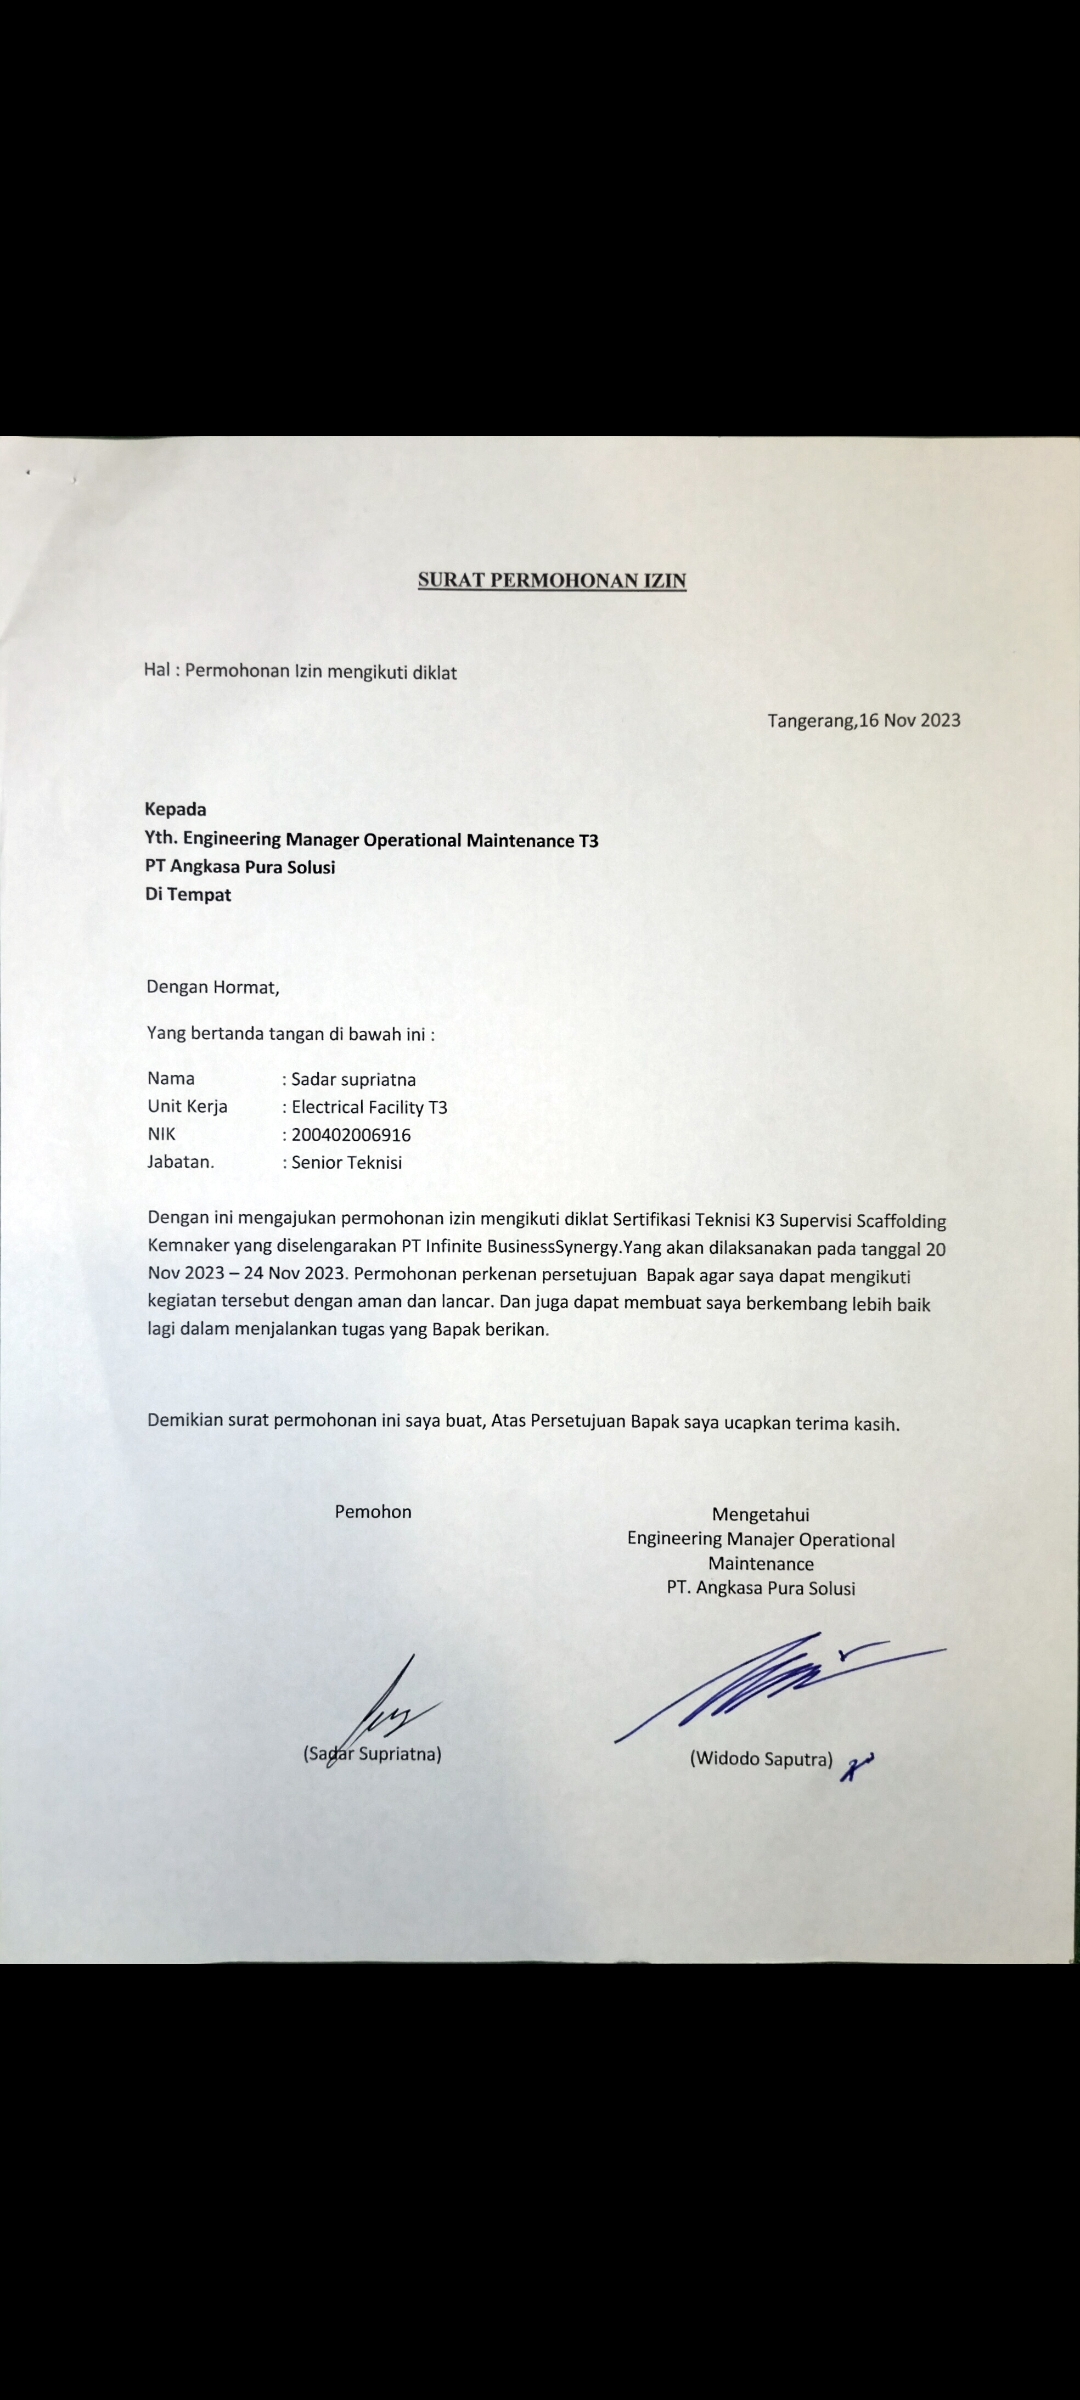 SURAT PERMOHONAN IZIN
Hal : Permohonan Izin mengikuti diklat
Tangerang,16 Nov 2023
Kepada
Yth. Engineering Manager Operational Maintenance T3
PT Angkasa Pura Solusi
Di Tempat
Dengan Hormat,
Yang bertanda tangan di bawah ini :
Nama : Sadar supriatna
Unit Kerja : Electrical Facility T3
NIK : 200402006916
Jabatan. : Senior Teknisi
Dengan ini mengajukan permohonan izin mengikuti diklat Sertifikasi Teknisi K3 Supervisi Scaffolding
Kemnaker yang diselengarakan PT Infinite BusinessSynergy.Yang akan dilaksanakan pada tanggal 20
Nov 2023 – 24 Nov 2023. Permohonan perkenan persetujuan  Bapak agar saya dapat mengikuti
kegiatan tersebut dengan aman dan lancar. Dan juga dapat membuat saya berkembang lebih baik
lagi dalam menjalankan tugas yang Bapak berikan.
Demikian surat permohonan ini saya buat, Atas Persetujuan Bapak saya ucapkan terima kasih.
Pemohon
(Sadar Supriatna)
Mengetahui
Engineering Manajer Operational
Maintenance
PT. Angkasa Pura Solusi
(Widodo Saputra)